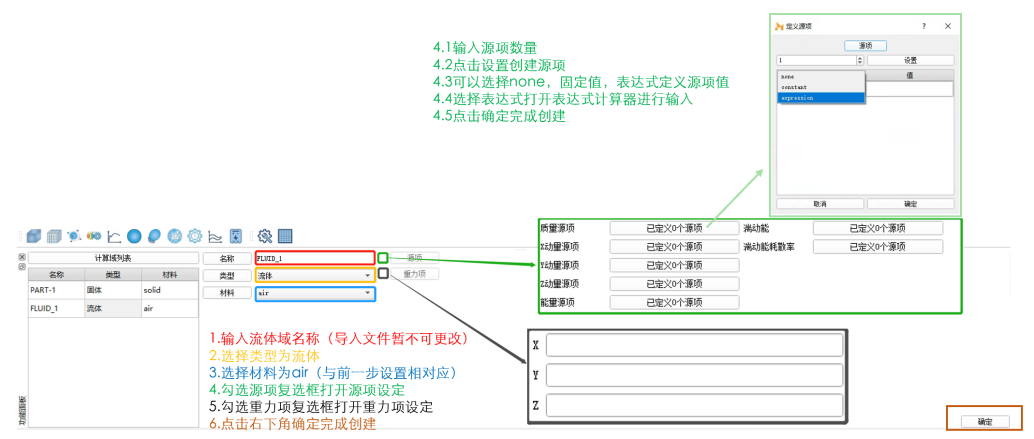 定义源项
?
×
源项
1
设置
值
none
constant
expression
取消
确定
4.1输入源项数量
4.2点击设置创建源项
4.3可以选择none，固定值，表达式定义源项值
4.4选择表达式打开表达式计算器进行输入
4.5点击确定完成创建
质量源项 已定义0个源项 湍动能 已定义0个源项
X动量源项 已定义0个源项 湍动能耗散率 已定义0个源项
Y动量源项 已定义0个源项
Z动量源项 已定义0个源项
能量源项 已定义0个源项
计算域列表
名称 类型 材料
PART-1 固体 solid
FLUID_1 流体 air
名称 FLUID_1 源项
类型 流体 重力项
材料 air
X
Y
Z
1.输入流体域名称（导入文件暂不可更改）
2.选择类型为流体
3.选择材料为air（与前一步设置相对应）
4.勾选源项复选框打开源项设定
5.勾选重力项复选框打开重力项设定
6.点击右下角确定完成创建
确定